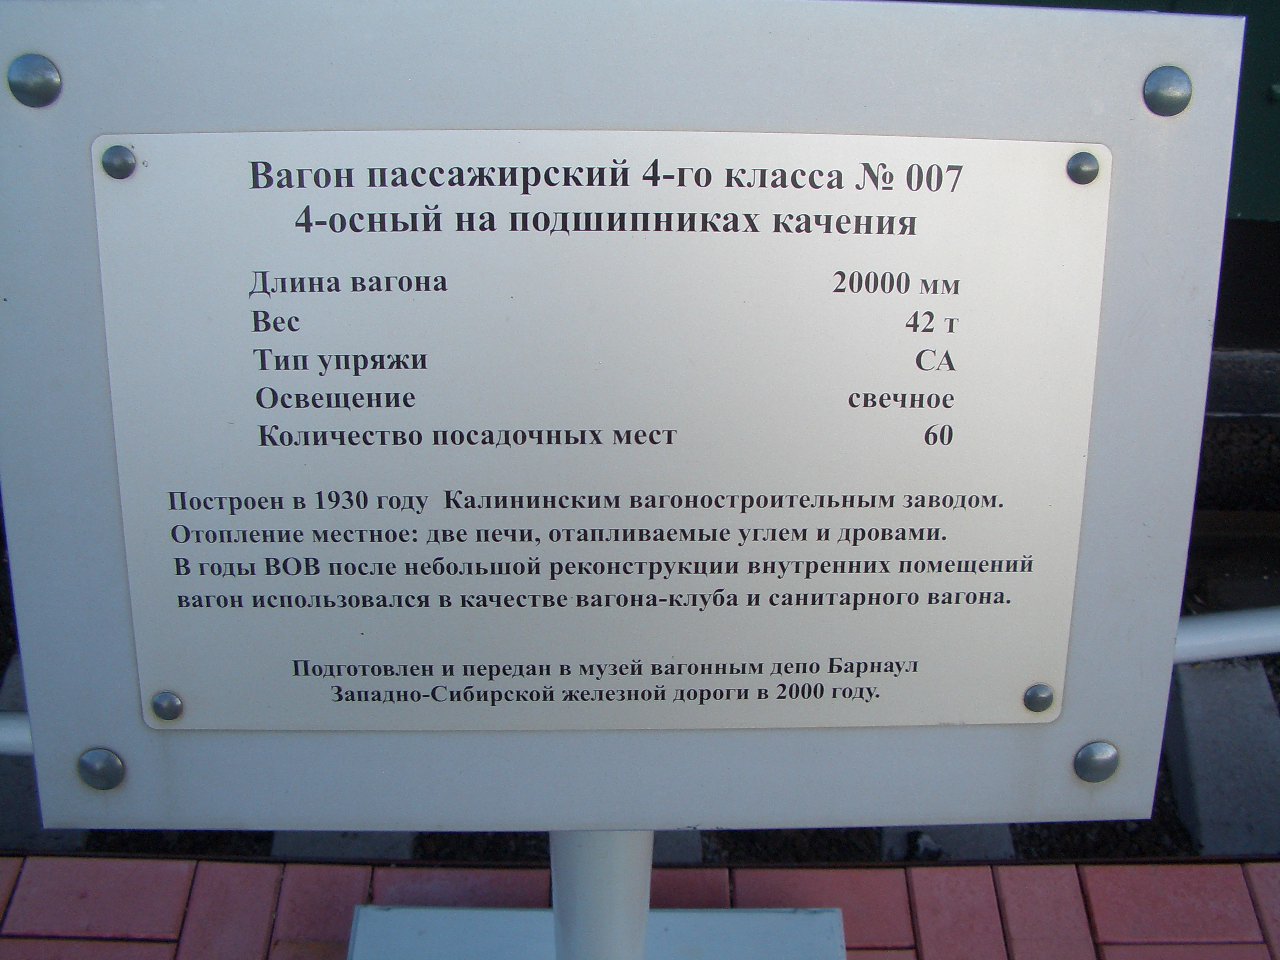 Вагон пассажирский 4-го класса № 007
4-осный на подшипниках качения
Длина вагона 20000 мм
Вес 42 т
Тип упряжи СА
Освещение свечное
Количество посадочных мест 60
Построен в 1930 году Калининским вагоностроительным заводом.
Отопление местное: две печи, отапливаемые углем и дровами.
В годы ВОВ после небольшой реконструкции внутренних помещений
вагон использовался в качестве вагона-клуба и санитарного вагона.
Подготовлен и передан в музей вагонным депо Барнаул
Западно-Сибирской железной дороги в 2000 году.